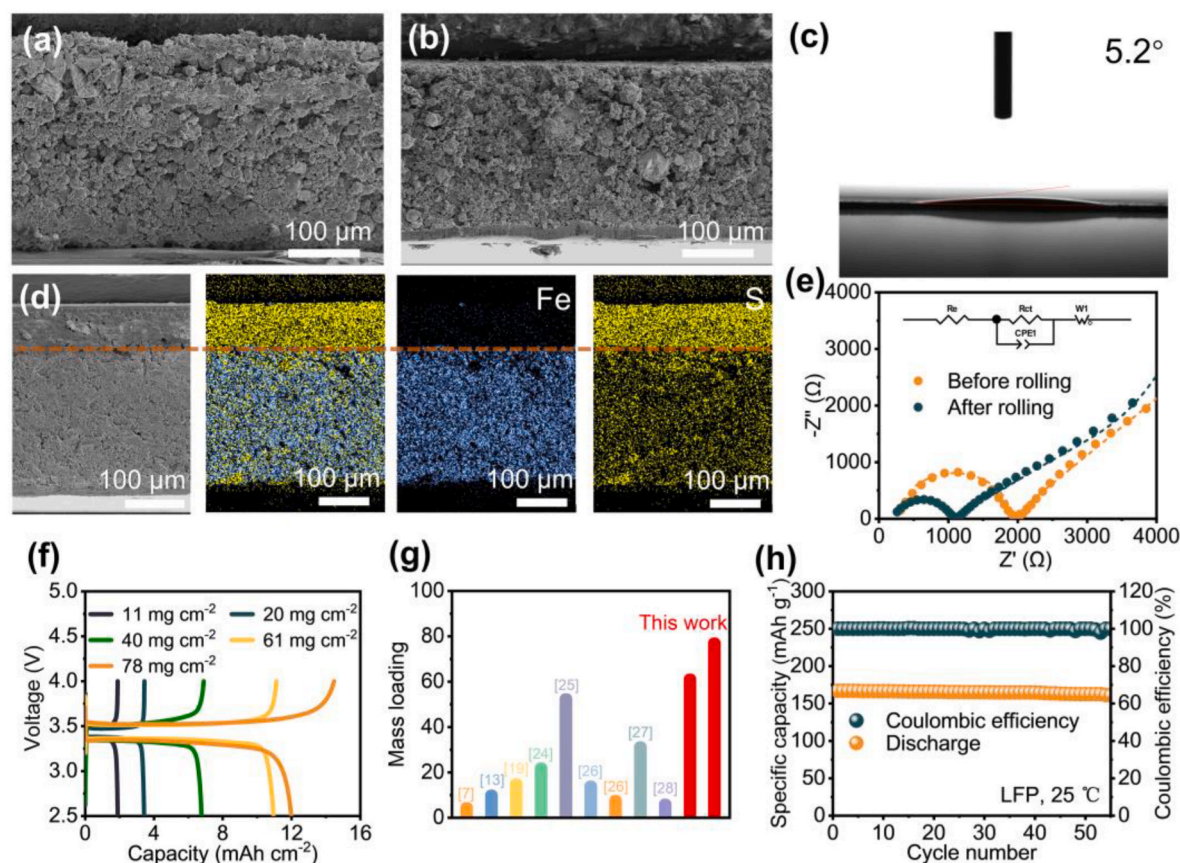 (a)
100 μm
(b)
100 μm
(c)
5.2°
(d)
100 μm
100 μm
Fe
100 μm
S
100 μm
(e)
4000
3000
2000
1000
0
-Z'' (Ω)
Re
Rct
CPE1
W1
Before rolling
After rolling
0 1000 2000 3000 4000
Z' (Ω)
(f)
5.0
4.5
4.0
3.5
3.0
2.5
Voltage (V)
11 mg cm⁻² 20 mg cm⁻²
40 mg cm⁻² 61 mg cm⁻²
78 mg cm⁻²
0 4 8 12 16
Capacity (mAh cm⁻²)
(g)
100
80
60
40
20
0
Mass loading
[7]
[13]
[19]
[24]
[25]
[26]
[26]
[27]
[28]
This work
(h)
300
250
200
150
100
50
0
Specific capacity (mAh g⁻¹)
Coulombic efficiency
Discharge
LFP, 25 ℃
0 10 20 30 40 50
Cycle number
120
100
80
60
40
20
0
Coulombic efficiency (%)